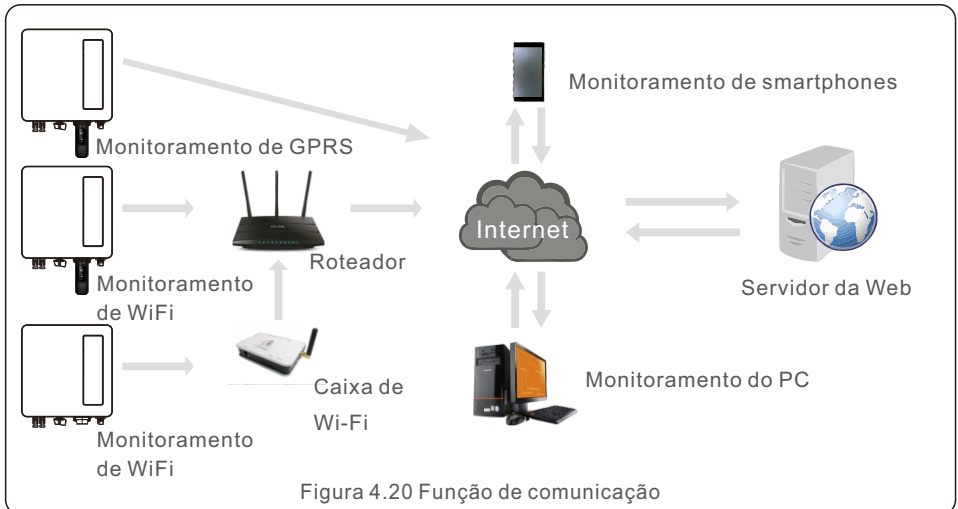 Monitoramento de smartphones
Monitoramento de GPRS
Internet
Roteador
Monitoramento
de WiFi
Servidor da Web
Caixa de
Wi-Fi
Monitoramento do PC
Monitoramento
de WiFi
Figura 4.20 Função de comunicação